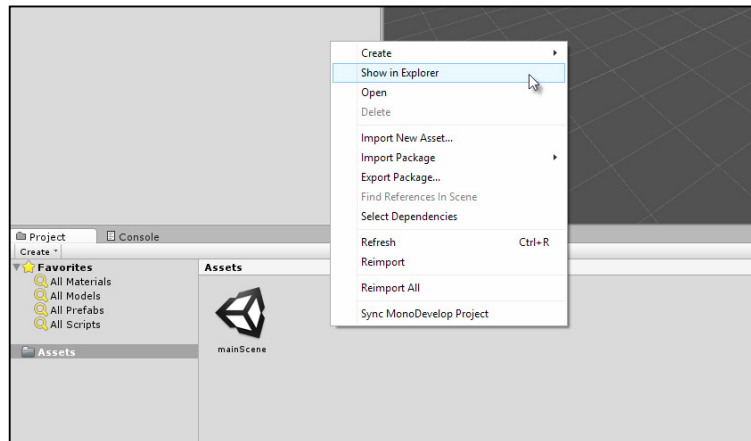 Create
Show in Explorer
Open
Delete
Import New Asset...
Import Package
Export Package...
Find References In Scene
Select Dependencies
Refresh Ctrl+R
Reimport
Reimport All
Sync MonoDevelop Project
Project Console
Create
Favorites
All Materials
All Models
All Prefabs
All Scripts
Assets
Assets
mainScene